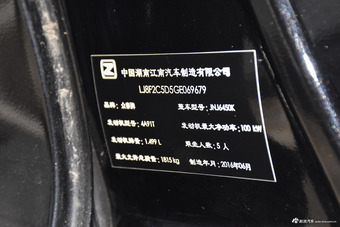 中国湖南江南汽车制造有限公司
LJ8F2C5D5GE069679
品牌：众泰牌 整车型号：JNJ6450K
发动机型号：4A91T 发动机最大净功率：100 kW
发动机排量：1.499 L 乘坐人数：5 人
最大允许总质量：1815 kg 制造年月：2016年06月